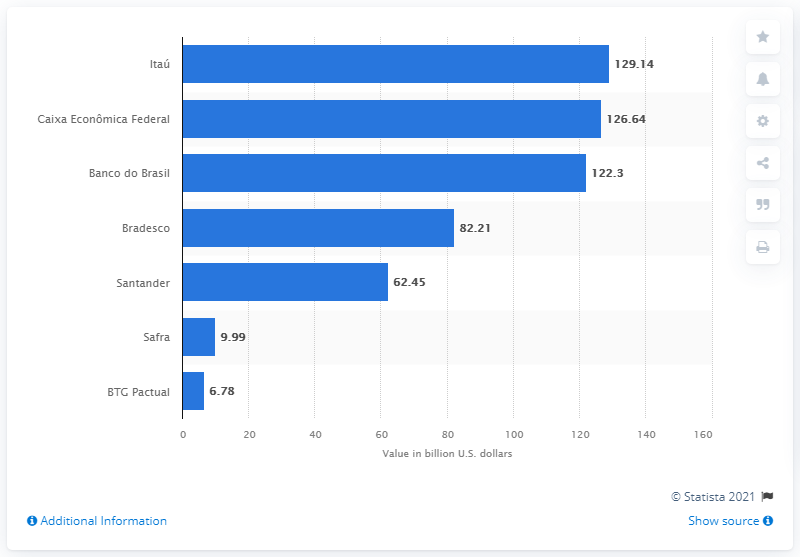 Itaú 129.14
Caixa Econômica Federal 126.64
Banco do Brasil 122.3
Bradesco 82.21
Santander 62.45
Safra 9.99
BTG Pactual 6.78
0 20 40 60 80 100 120 140 160
Value in billion U.S. dollars
© Statista 2021
Additional Information Show source